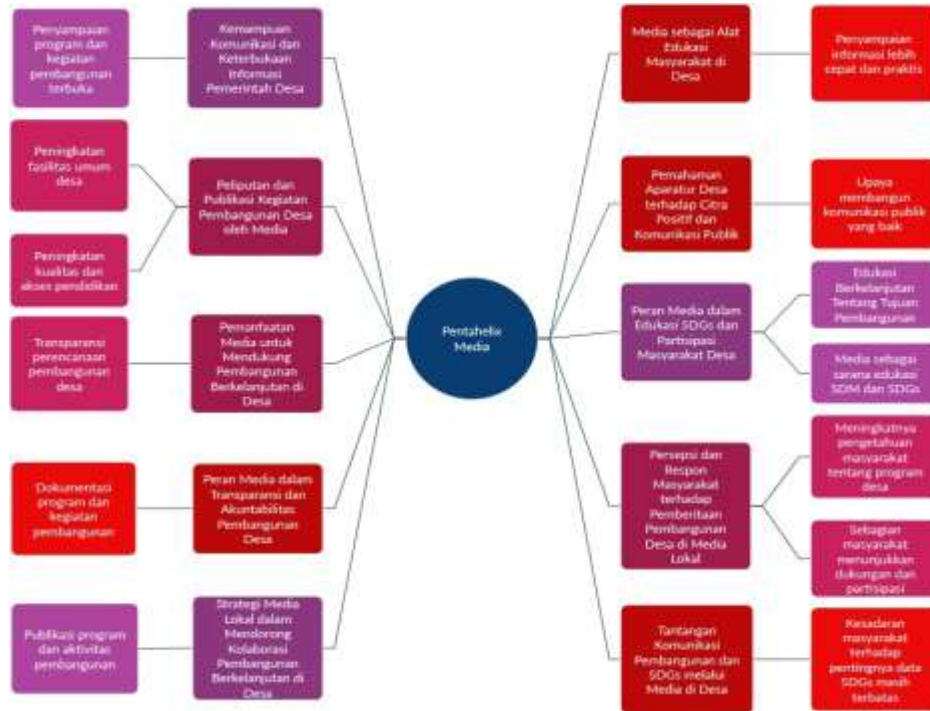 Penyampaian
program dan
kegiatan
pembangunan
terbuka
Kemampuan
Komunikasi dan
Keterbukaan
Informasi
Pemerintah Desa
Peningkatan
fasilitas umum
desa
Peningkatan
kualitas dan
akses pendidikan
Peliputan dan
Publikasi Kegiatan
Pembangunan Desa
oleh Media
Transparansi
perencanaan
pembangunan
desa
Pemanfaatan
Media untuk
Mendukung
Pembangunan
Berkelanjutan di
Desa
Dokumentasi
program dan
kegiatan
pembangunan
Peran Media dalam
Transparansi dan
Akuntabilitas
Pembangunan
Desa
Publikasi program
dan aktivitas
pembangunan
Strategi Media
Lokal dalam
Mendorong
Kolaborasi
Pembangunan
Berkelanjutan di
Desa
Pentahelix
Media
Media sebagai Alat
Edukasi
Masyarakat di
Desa
Penyampaian
informasi lebih
cepat dan praktis
Pemahaman
Aparatur Desa
terhadap Citra
Positif dan
Komunikasi Publik
Upaya
membangun
komunikasi publik
yang baik
Peran Media dalam
Edukasi SDGs dan
Partisipasi
Masyarakat Desa
Edukasi
Berkelanjutan
Tentang Tujuan
Pembangunan
Media sebagai
sarana edukasi
SDM dan SDGs
Persepsi dan
Respon
Masyarakat
terhadap
Pemberitaan
Pembangunan
Desa di Media
Lokal
Meningkatnya
pengetahuan
masyarakat
tentang program
desa
Sebagian
masyarakat
menunjukkan
dukungan dan
partisipasi
Tantangan
Komunikasi
Pembangunan dan
SDGs melalui
Media di Desa
Kesadaran
masyarakat
terhadap
pentingnya data
SDGs masih
terbatas